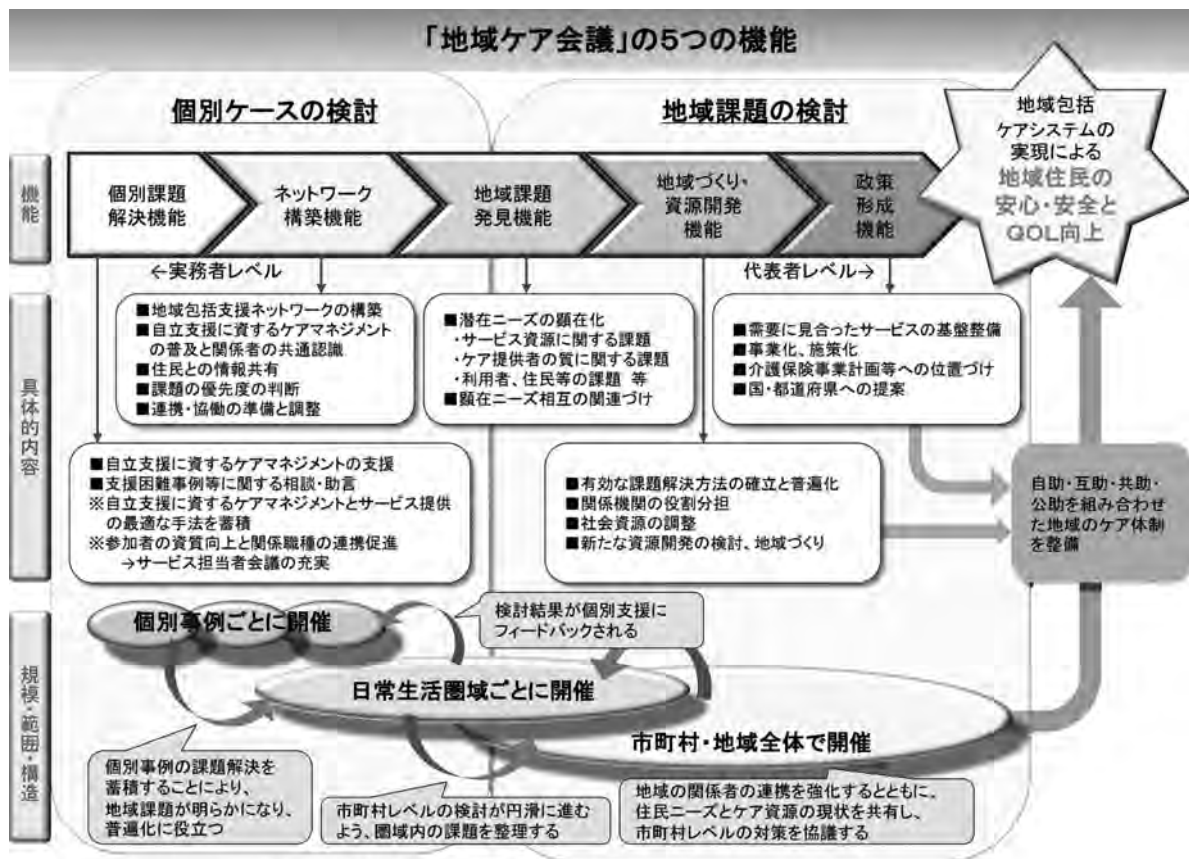 「地域ケア会議」の5つの機能
個別ケースの検討
地域課題の検討
地域包括
ケアシステムの
実現による
地域住民の
安心・安全と
QOL向上
機能
個別課題
解決機能
ネットワーク
構築機能
地域課題
発見機能
地域づくり・
資源開発
機能
政策
形成
機能
←実務者レベル
代表者レベル→
具体的内容
■地域包括支援ネットワークの構築
■自立支援に資するケアマネジメント
の普及と関係者の共通認識
■住民との情報共有
■課題の優先度の判断
■連携・協働の準備と調整
■潜在ニーズの顕在化
・サービス資源に関する課題
・ケア提供者の質に関する課題
・利用者、住民等の課題 等
■顕在ニーズ相互の関連づけ
■需要に見合ったサービスの基盤整備
■事業化、施策化
■介護保険事業計画等への位置づけ
■国・都道府県への提案
■自立支援に資するケアマネジメントの支援
■支援困難事例等に関する相談・助言
※自立支援に資するケアマネジメントとサービス提供
の最適な手法を蓄積
※参加者の資質向上と関係職種の連携促進
→サービス担当者会議の充実
■有効な課題解決方法の確立と普遍化
■関係機関の役割分担
■社会資源の調整
■新たな資源開発の検討、地域づくり
自助・互助・共助・
公助を組み合わせ
た地域のケア体制
を整備
規模・範囲・構造
個別事例ごとに開催
検討結果が個別支援に
フィードバックされる
日常生活圏域ごとに開催
市町村・地域全体で開催
個別事例の課題解決を
蓄積することにより、
地域課題が明らかになり、
普遍化に役立つ
市町村レベルの検討が円滑に進む
よう、圏域内の課題を整理する
地域の関係者の連携を強化するとともに、
住民ニーズとケア資源の現状を共有し、
市町村レベルの対策を協議する